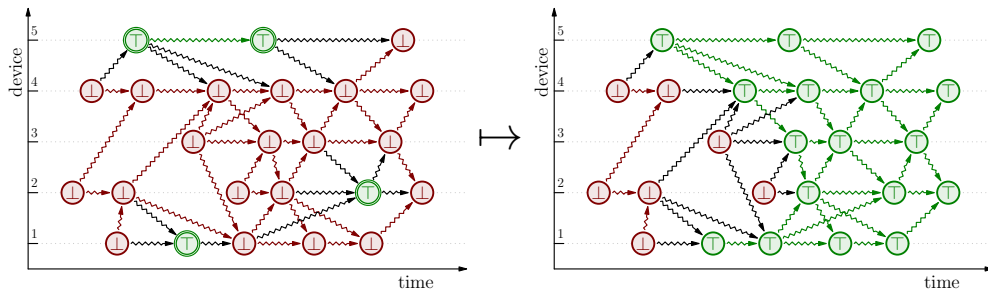 device
5 ⊤ ⊤ ⊥
4 ⊥ ⊥ ⊥ ⊥ ⊥ ⊥
3 ⊥ ⊥ ⊥ ⊥
2 ⊥ ⊥ ⊥ ⊥ ⊤ ⊥
1 ⊥ ⊤ ⊥ ⊥ ⊥
time
↦
device
5 ⊤ ⊤ ⊤
4 ⊥ ⊥ ⊤ ⊤ ⊤ ⊤
3 ⊥ ⊤ ⊤ ⊤
2 ⊥ ⊥ ⊥ ⊤ ⊤ ⊤
1 ⊥ ⊤ ⊤ ⊤ ⊤
time